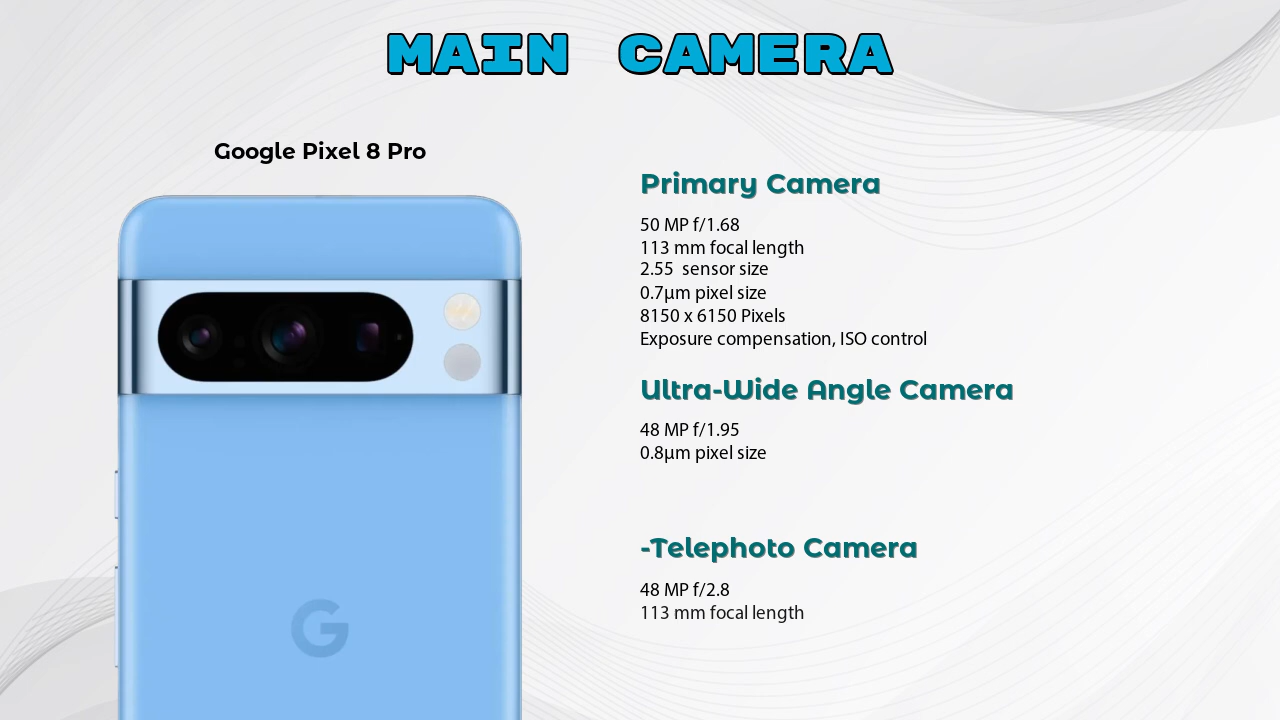 MAIN CAMERA
Google Pixel 8 Pro
Primary Camera
50 MP f/1.68
113 mm focal length
2.55  sensor size
0.7µm pixel size
8150 x 6150 Pixels
Exposure compensation, ISO control
Ultra-Wide Angle Camera
48 MP f/1.95
0.8µm pixel size
-Telephoto Camera
48 MP f/2.8
113 mm focal length
G